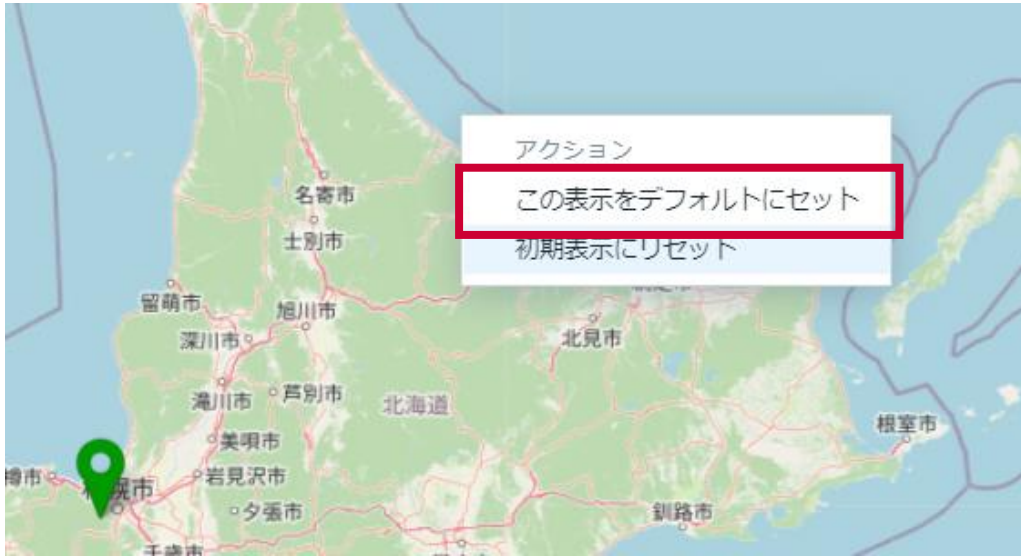 アクション
この表示をデフォルトにセット
初期表示にリセット
名寄市
士別市
留萌市
旭川市
深川市
北見市
滝川市
芦別市
北海道
根室市
美唄市
岩見沢市
夕張市
釧路市
千歳市